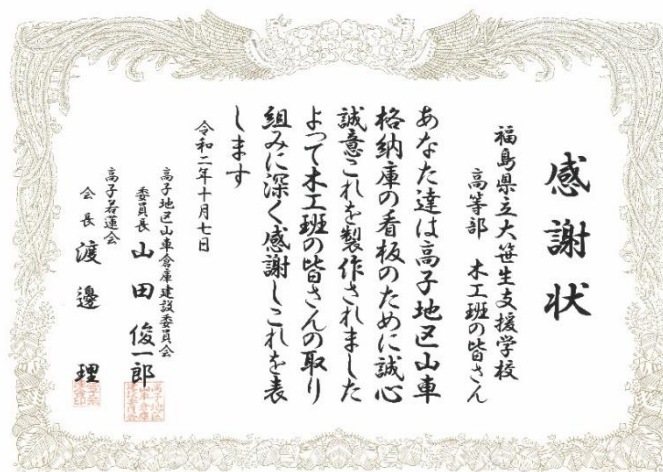 感謝状
福島県立大笹生支援学校
高等部 木工班の皆さん
あなた達は高子地区山車
格納庫の看板のために誠心
誠意これを製作されました
よって木工班の皆さんの取り
組みに深く感謝しこれを表
します
令和二年十月七日
高子地区山車倉庫建設委員会
委員長 山田俊一郎
高子若連会
会長 渡邊 理